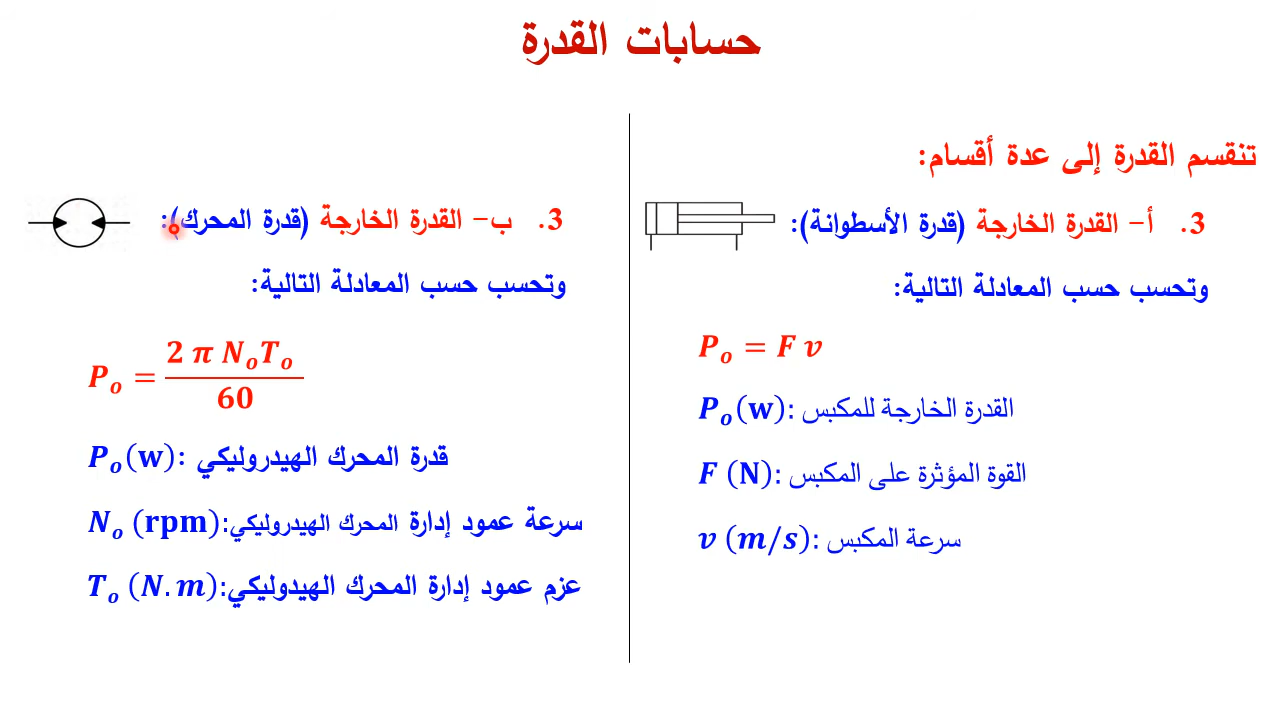 حسابات القدرة
تنقسم القدرة إلى عدة أقسام:
3. أ- القدرة الخارجة (قدرة الأسطوانة):
وتحسب حسب المعادلة التالية:
P_o = F v
P_o (w): القدرة الخارجة للمكبس
F (N): القوة المؤثرة على المكبس
v (m/s): سرعة المكبس
3. ب- القدرة الخارجة (قدرة المحرك):
وتحسب حسب المعادلة التالية:
P_o = \frac{2 π N_o T_o}{60}
P_o (w): قدرة المحرك الهيدروليكي
N_o (rpm): سرعة عمود إدارة المحرك الهيدروليكي
T_o (N.m): عزم عمود إدارة المحرك الهيدوليكي